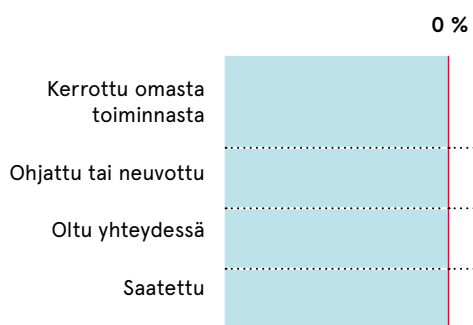 0 %
Kerrottu omasta
toiminnasta
Ohjattu tai neuvottu
Oltu yhteydessä
Saatettu